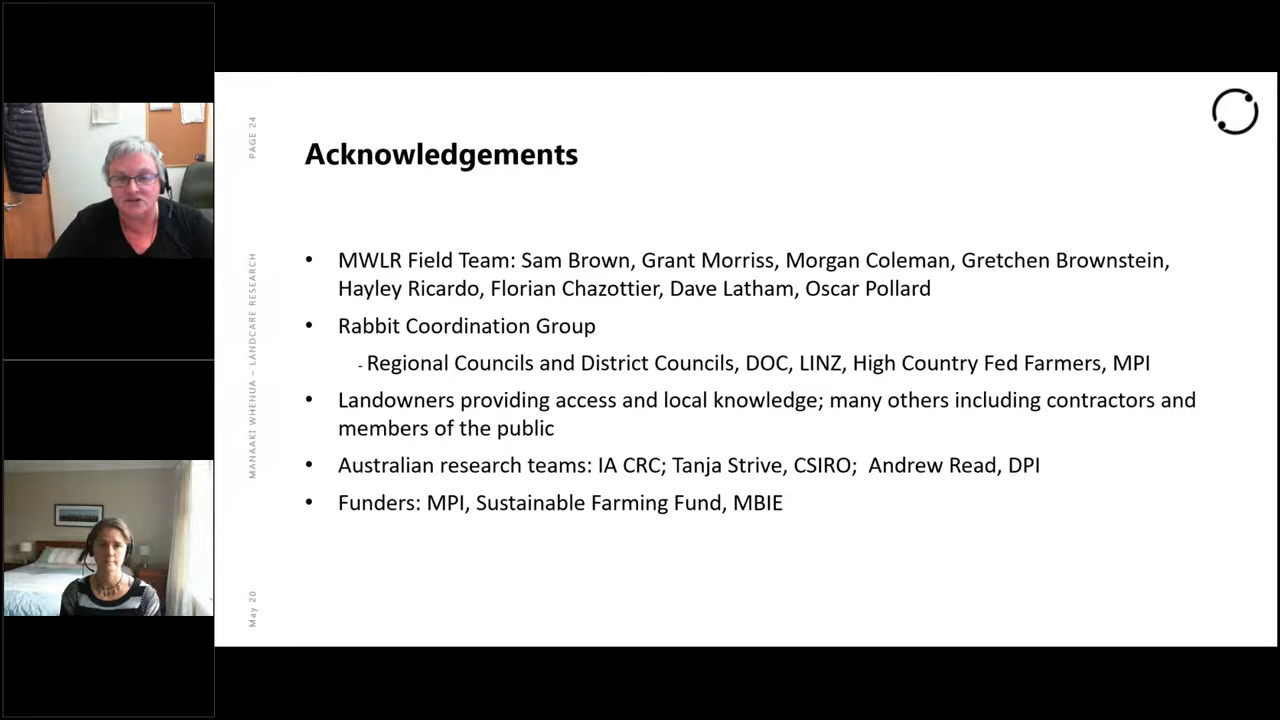 PAGE 24
MANAAKI WHENUA – LANDCARE RESEARCH
May 20
Acknowledgements
• MWLR Field Team: Sam Brown, Grant Morriss, Morgan Coleman, Gretchen Brownstein,
Hayley Ricardo, Florian Chazottier, Dave Latham, Oscar Pollard
• Rabbit Coordination Group
- Regional Councils and District Councils, DOC, LINZ, High Country Fed Farmers, MPI
• Landowners providing access and local knowledge; many others including contractors and
members of the public
• Australian research teams: IA CRC; Tanja Strive, CSIRO; Andrew Read, DPI
• Funders: MPI, Sustainable Farming Fund, MBIE